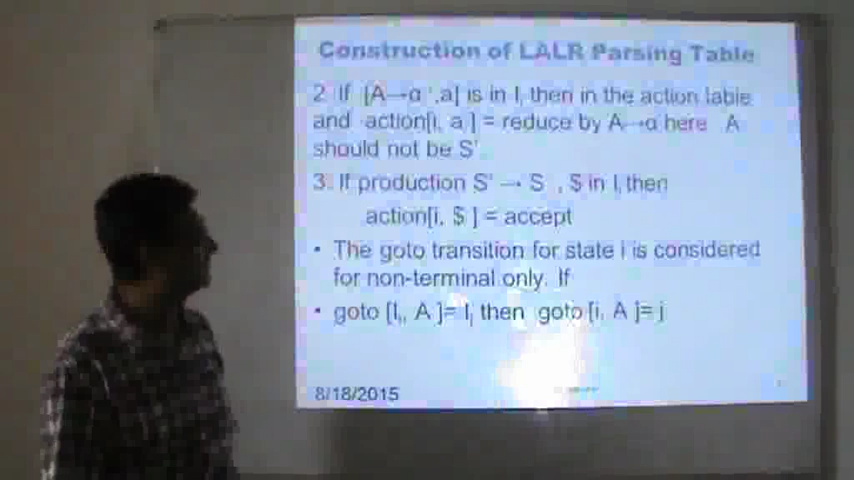 Construction of LALR Parsing Table
2. If [A→α ·,a] is in Iᵢ then in the action table
and action[i, a ] = reduce by A→α here A
should not be S'.
3. If production S' → S , $ in Iᵢ then
action[i, $ ] = accept
• The goto transition for state i is considered
for non-terminal only. If
• goto [Iᵢ, A ]= Iⱼ then goto [i, A ]= j
8/18/2015